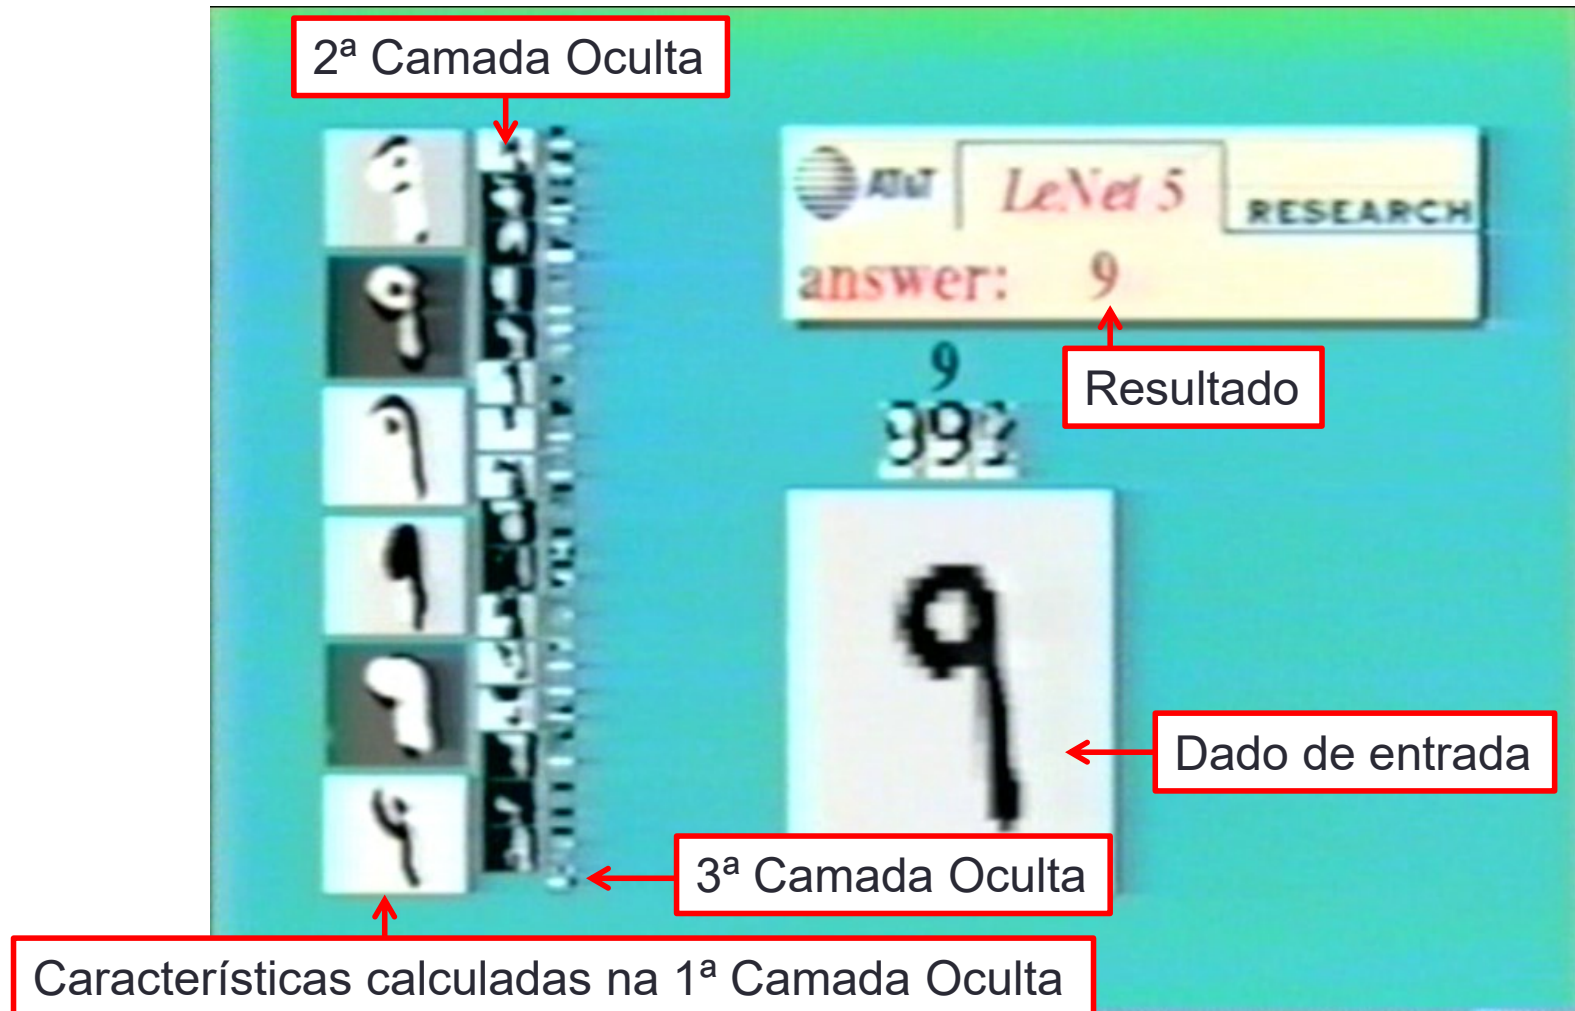 2ª Camada Oculta
AT&T
LeNet 5
RESEARCH
answer: 9
Resultado
9
Dado de entrada
3ª Camada Oculta
Características calculadas na 1ª Camada Oculta